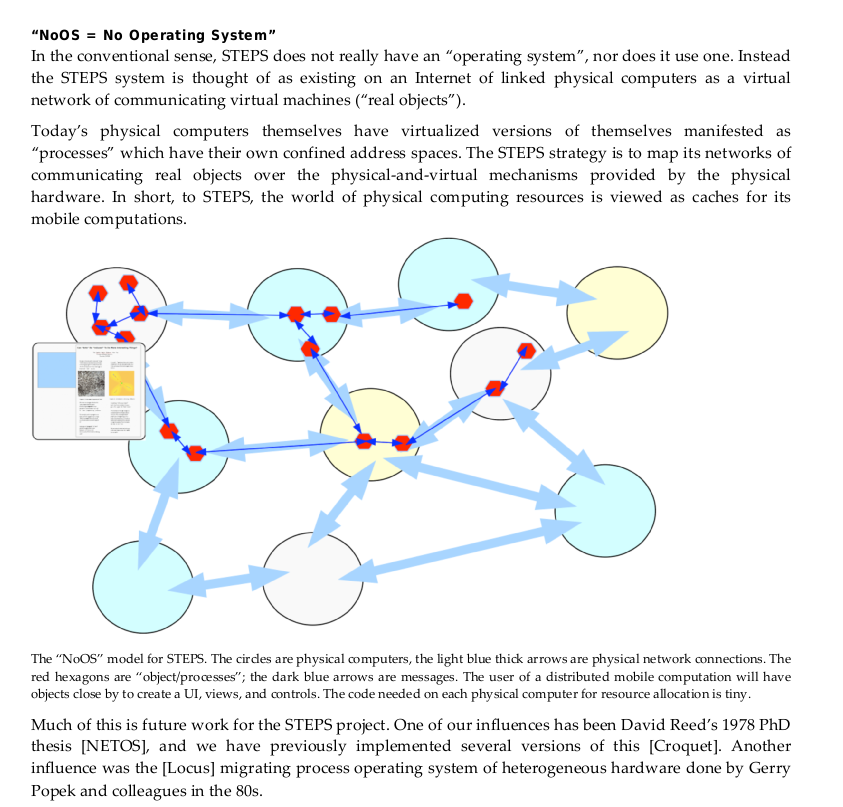 “NoOS = No Operating System”
In the conventional sense, STEPS does not really have an “operating system”, nor does it use one. Instead
the STEPS system is thought of as existing on an Internet of linked physical computers as a virtual
network of communicating virtual machines (“real objects”).
Today’s physical computers themselves have virtualized versions of themselves manifested as
“processes” which have their own confined address spaces. The STEPS strategy is to map its networks of
communicating real objects over the physical-and-virtual mechanisms provided by the physical
hardware. In short, to STEPS, the world of physical computing resources is viewed as caches for its
mobile computations.
The “NoOS” model for STEPS. The circles are physical computers, the light blue thick arrows are physical network connections. The
red hexagons are “object/processes”; the dark blue arrows are messages. The user of a distributed mobile computation will have
objects close by to create a UI, views, and controls. The code needed on each physical computer for resource allocation is tiny.
Much of this is future work for the STEPS project. One of our influences has been David Reed’s 1978 PhD
thesis [NETOS], and we have previously implemented several versions of this [Croquet]. Another
influence was the [Locus] migrating process operating system of heterogeneous hardware done by Gerry
Popek and colleagues in the 80s.